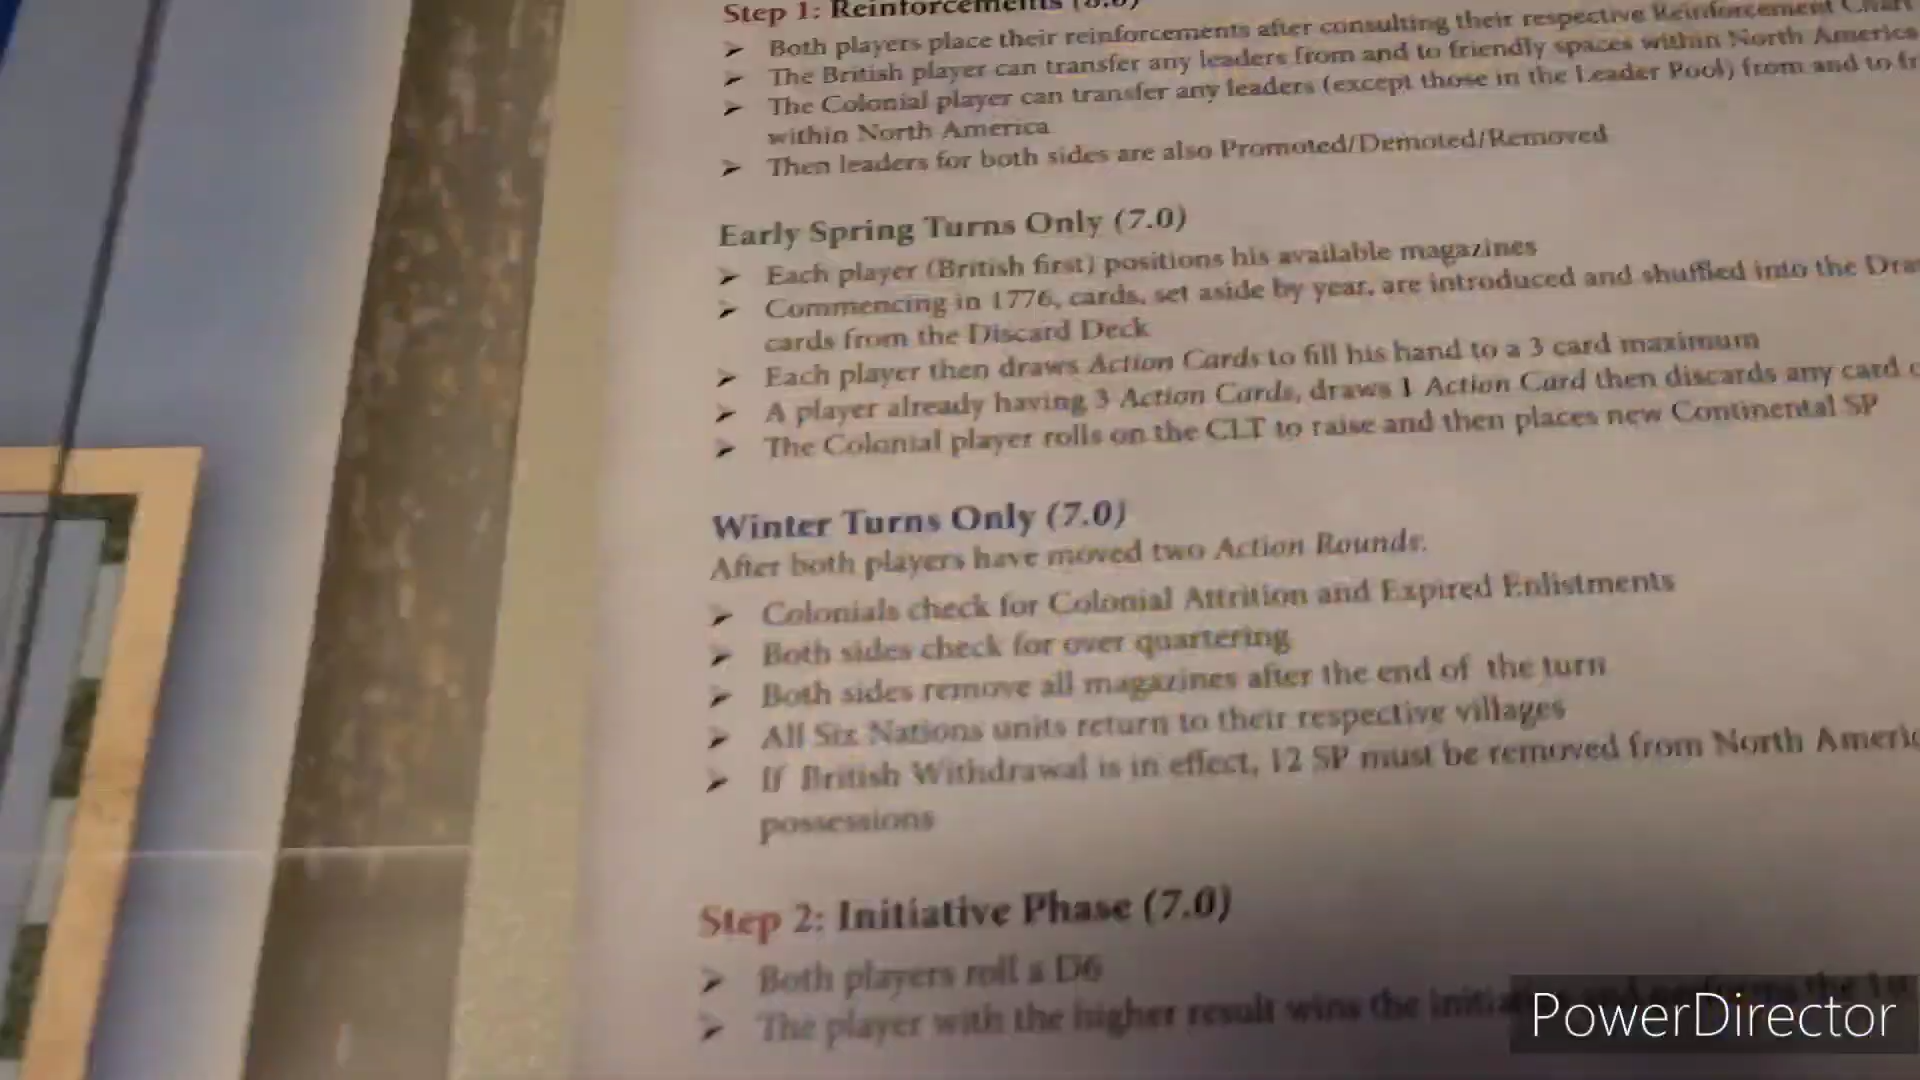 Step 1: Reinforcements (8.0)
➤ Both players place their reinforcements after consulting their respective Reinforcement Chart
➤ The British player can transfer any leaders from and to friendly spaces within North America
➤ The Colonial player can transfer any leaders (except those in the Leader Pool) from and to fr
within North America
➤ Then leaders for both sides are also Promoted/Demoted/Removed
Early Spring Turns Only (7.0)
➤ Each player (British first) positions his available magazines
➤ Commencing in 1776, cards, set aside by year, are introduced and shuffled into the Dra
cards from the Discard Deck
➤ Each player then draws Action Cards to fill his hand to a 3 card maximum
➤ A player already having 3 Action Cards, draws 1 Action Card then discards any card
➤ The Colonial player rolls on the CLT to raise and then places new Continental SP
Winter Turns Only (7.0)
After both players have moved two Action Rounds.
➤ Colonials check for Colonial Attrition and Expired Enlistments
➤ Both sides check for over quartering
➤ Both sides remove all magazines after the end of the turn
➤ All Six Nations units return to their respective villages
➤ If British Withdrawal is in effect, 12 SP must be removed from North Americ
possessions
Step 2: Initiative Phase (7.0)
➤ Both players roll a D6
➤ The player with the higher result wins the and performs the 1st
PowerDirector